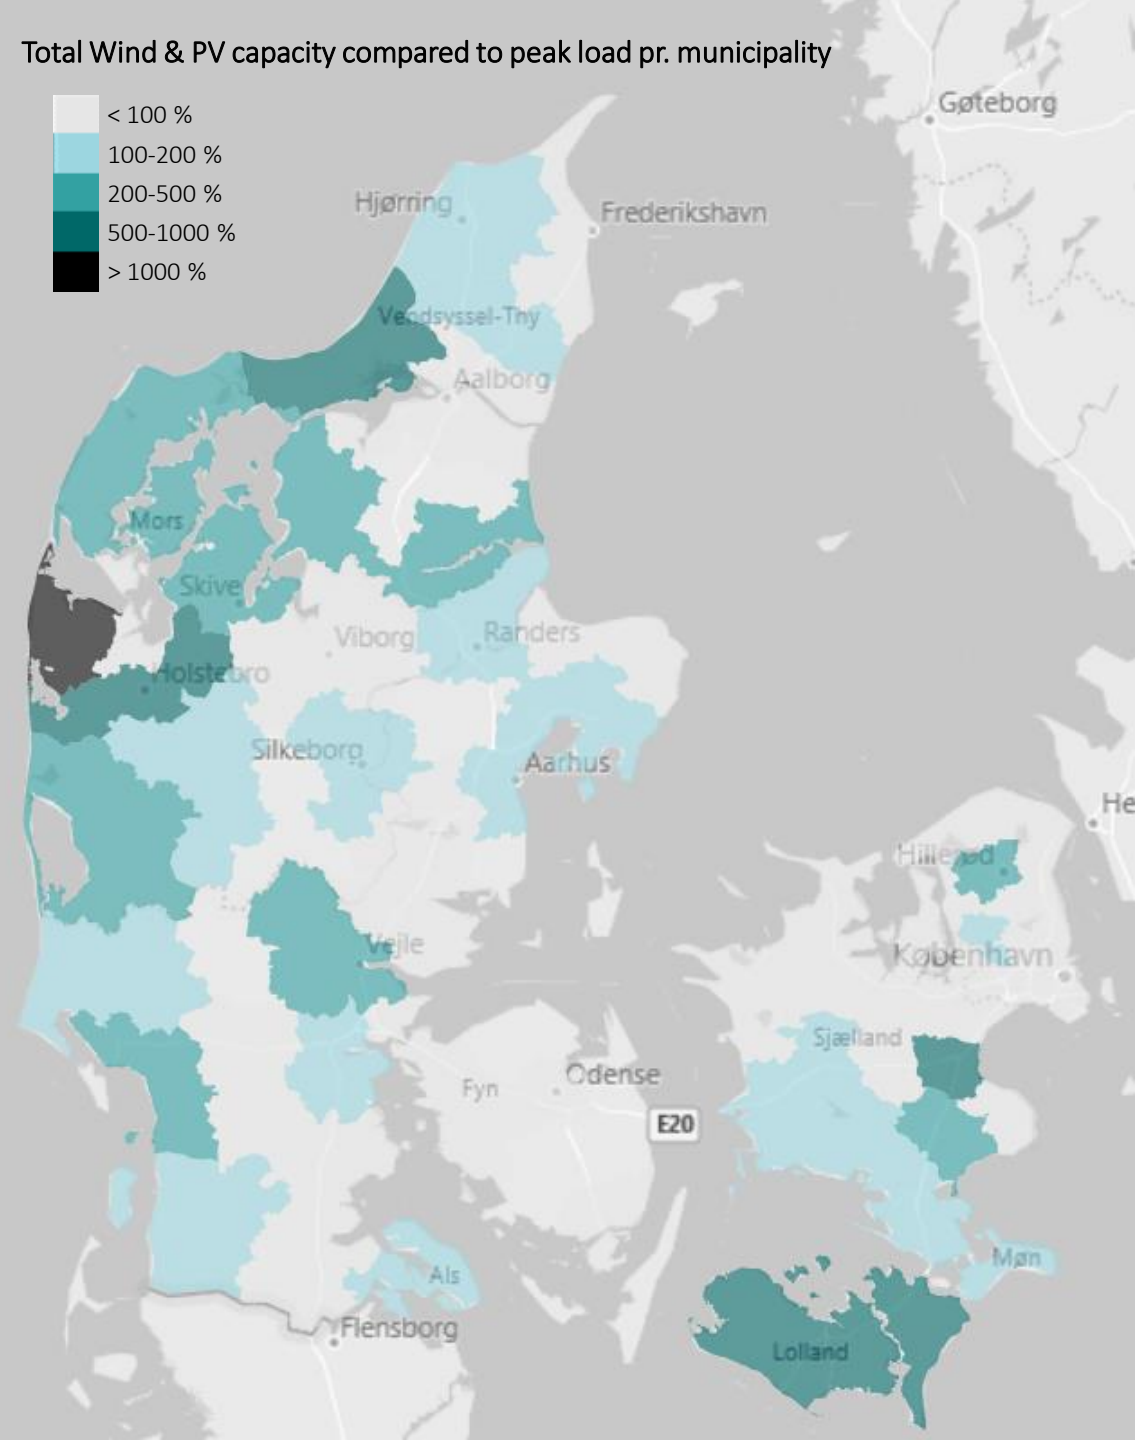 Total Wind & PV capacity compared to peak load pr. municipality
< 100 %
100-200 %
200-500 %
500-1000 %
> 1000 %
Gøteborg
Hjørring
Frederikshavn
Vendsyssel-Thy
Aalborg
Mors
Skive
Viborg
Randers
Holstebro
Silkeborg
Aarhus
He
Hillerød
Vejle
København
Sjælland
Fyn
Odense
E20
Møn
Als
Flensborg
Lolland